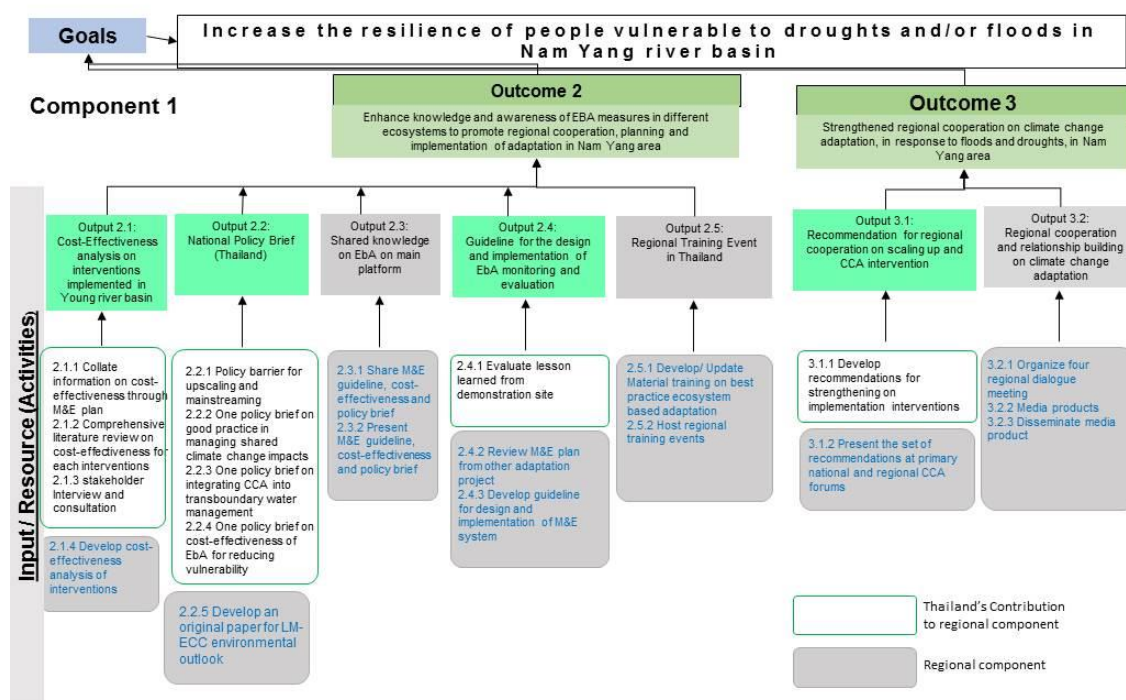 Goals
Increase the resilience of people vulnerable to droughts and/or floods in
Nam Yang river basin
Component 1
Outcome 2
Enhance knowledge and awareness of EBA measures in different
ecosystems to promote regional cooperation, planning and
implementation of adaptation in Nam Yang area
Outcome 3
Strengthened regional cooperation on climate change
adaptation, in response to floods and droughts, in Nam
Yang area
Input / Resource (Activities)
Output 2.1:
Cost-Effectiveness
analysis on
interventions
implemented in
Young river basin
Output 2.2:
National Policy Brief
(Thailand)
Output 2.3:
Shared knowledge
on EbA on main
platform
Output 2.4:
Guideline for the design
and implementation of
EbA monitoring and
evaluation
Output 2.5:
Regional Training Event
in Thailand
Output 3.1:
Recommendation for
regional cooperation
on scaling up and
CCA intervention
Output 3.2:
Regional cooperation
and relationship building
on climate change
adaptation
2.1.1 Collate
information on cost-
effectiveness through
M&E plan
2.1.2 Comprehensive
literature review on
cost-effectiveness for
each interventions
2.1.3 stakeholder
Interview and
consultation
2.1.4 Develop cost-
effectiveness
analysis of
interventions
2.2.1 Policy barrier for
upscaling and
mainstreaming
2.2.2 One policy brief on
good practice in
managing shared
climate change impacts
2.2.3 One policy brief on
integrating CCA into
transboundary water
management
2.2.4 One policy brief on
cost-effectiveness of
EbA for reducing
vulnerability
2.2.5 Develop an
original paper for LM-
ECC environmental
outlook
2.3.1 Share M&E
guideline, cost-
effectiveness and
policy brief
2.3.2 Present M&E
guideline,
cost-effectiveness
and policy brief
2.4.1 Evaluate lesson
learned from
demonstration site
2.4.2 Review M&E plan
from other adaptation
project
2.4.3 Develop guideline
for design and
implementation of M&E
system
2.5.1 Develop/ Update
Material training on best
practice ecosystem
based adaptation
2.5.2 Host regional
training events
3.1.1 Develop
recommendations for
strengthening on
implementation interventions
3.1.2 Present the set of
recommendations at primary
national and regional CCA
forums
3.2.1 Organize four
regional dialogue
meeting
3.2.2 Media products
3.2.3 Disseminate media
product
Thailand's Contribution
to regional component
Regional component